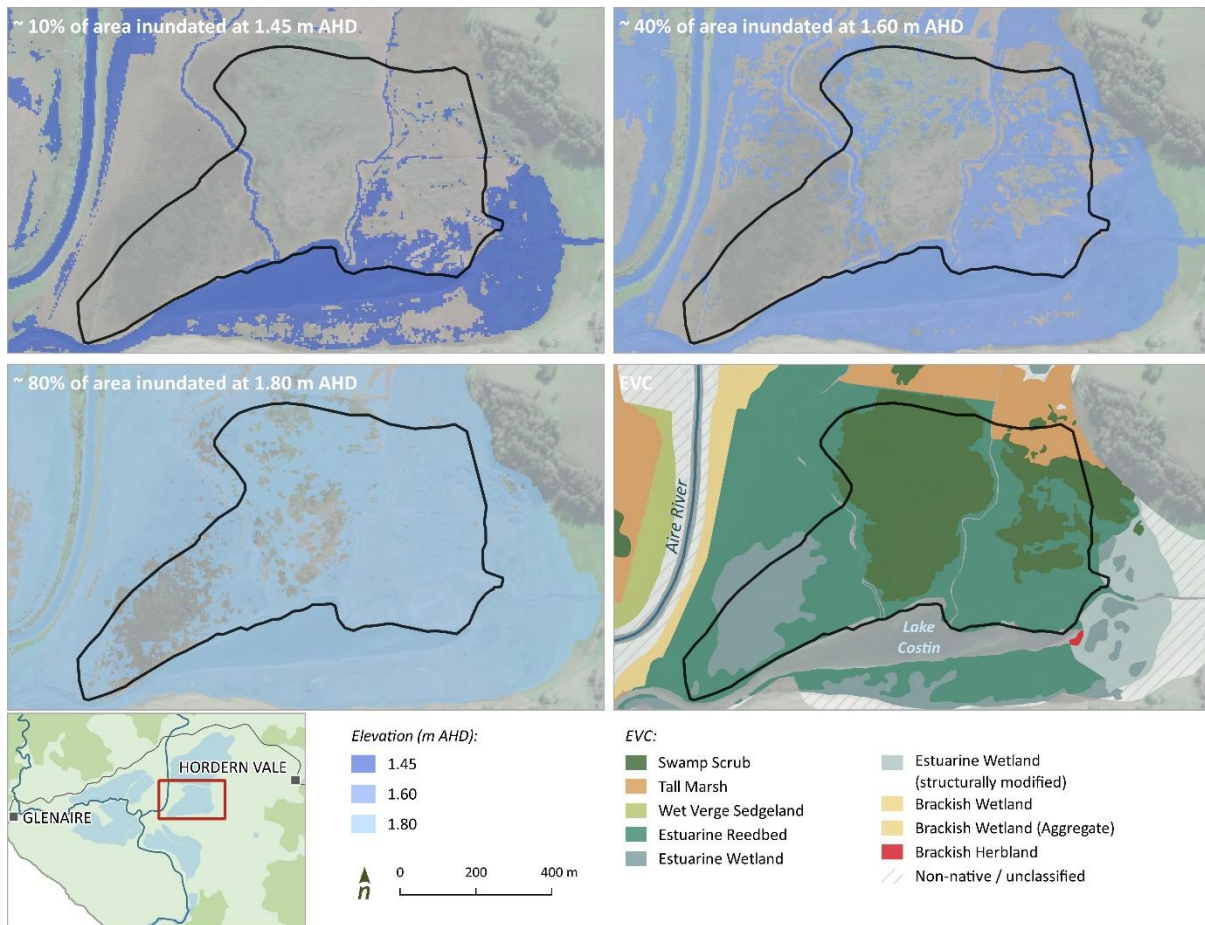 ~ 10% of area inundated at 1.45 m AHD
~ 40% of area inundated at 1.60 m AHD
~ 80% of area inundated at 1.80 m AHD
EVC
Aire River
Lake
Costin
HORDERN VALE
GLENAIRE
Elevation (m AHD):
1.45
1.60
1.80
n
0 200 400 m
EVC:
Swamp Scrub
Tall Marsh
Wet Verge Sedgeland
Estuarine Reedbed
Estuarine Wetland
Estuarine Wetland
(structurally modified)
Brackish Wetland
Brackish Wetland (Aggregate)
Brackish Herbland
Non-native / unclassified